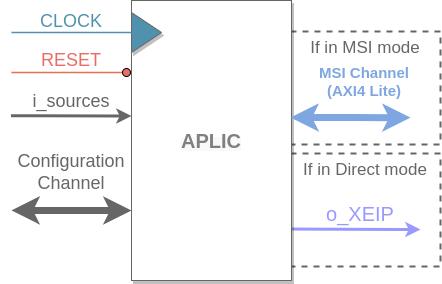 CLOCK
RESET
i_sources
Configuration
Channel
APLIC
If in MSI mode
MSI Channel
(AXI4 Lite)
If in Direct mode
o_XEIP